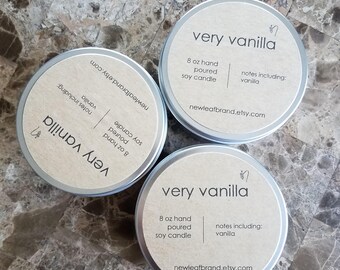 very vanilla
8 oz hand
poured
soy candle
notes including:
vanilla
newleafbrand.etsy.com
very vanilla
8 oz hand
poured
soy candle
notes including:
vanilla
newleafbrand.etsy.com
very vanilla
8 oz hand
poured
soy candle
notes including:
vanilla
newleafbrand.etsy.com